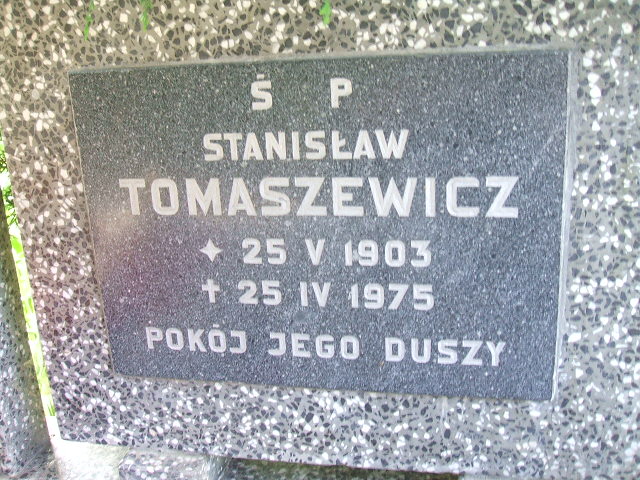 Ś P
STANISŁAW
TOMASZEWICZ
✦ 25 V 1903
✝ 25 IV 1975
POKÓJ JEGO DUSZY